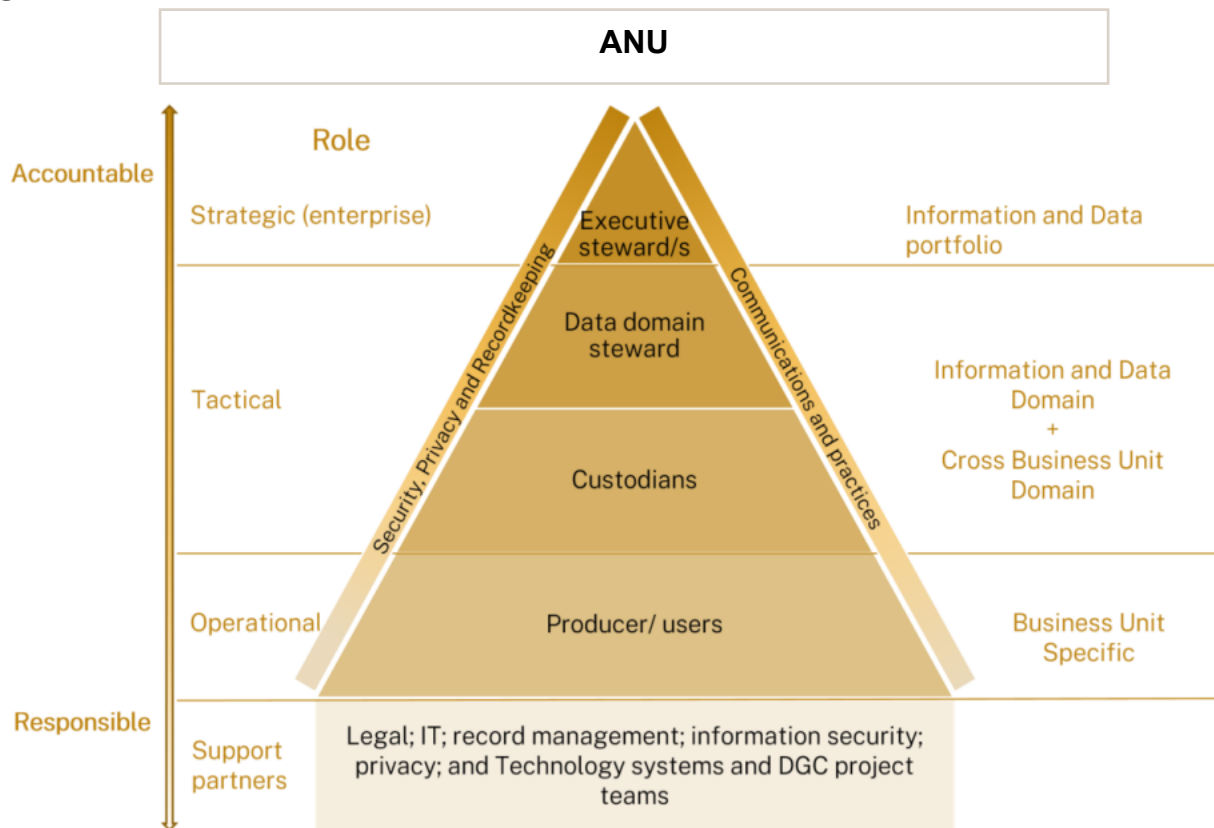 ANU
Role
Accountable
Strategic (enterprise)
Executive
steward/s
Information and Data
portfolio
Security, Privacy and Recordkeeping
Communications and practices
Data domain
steward
Tactical
Information and Data
Domain
+
Cross Business Unit
Domain
Custodians
Operational
Producer/ users
Business Unit
Specific
Responsible
Support
partners
Legal; IT; record management; information security;
privacy; and Technology systems and DGC project
teams